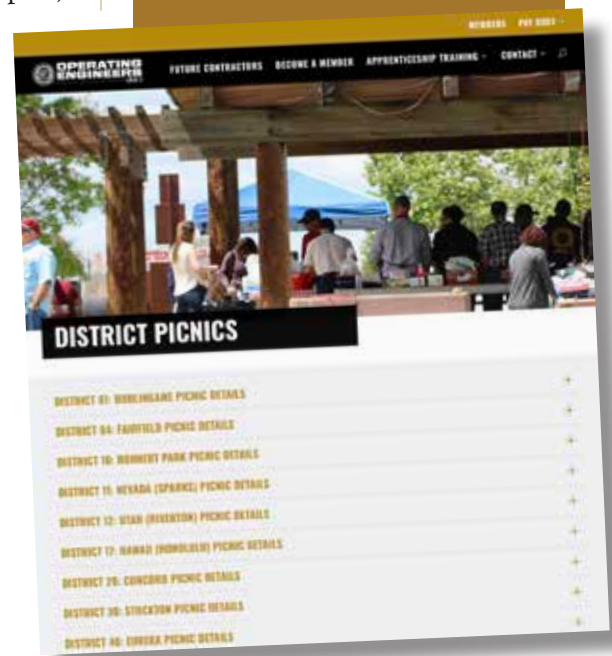 MEMBERS PAY DUES
OPERATING ENGINEERS
FUTURE CONTRACTORS BECOME A MEMBER APPRENTICESHIP TRAINING CONTACT
DISTRICT PICNICS
DISTRICT 01: BURLINGAME PICNIC DETAILS +
DISTRICT 04: FAIRFIELD PICNIC DETAILS +
DISTRICT 10: ROHNERT PARK PICNIC DETAILS +
DISTRICT 11: NEVADA (SPARKS) PICNIC DETAILS +
DISTRICT 12: UTAH (RIVERTON) PICNIC DETAILS +
DISTRICT 17: HAWAII (HONOLULU) PICNIC DETAILS +
DISTRICT 20: CONCORD PICNIC DETAILS +
DISTRICT 30: STOCKTON PICNIC DETAILS +
DISTRICT 40: EUREKA PICNIC DETAILS +